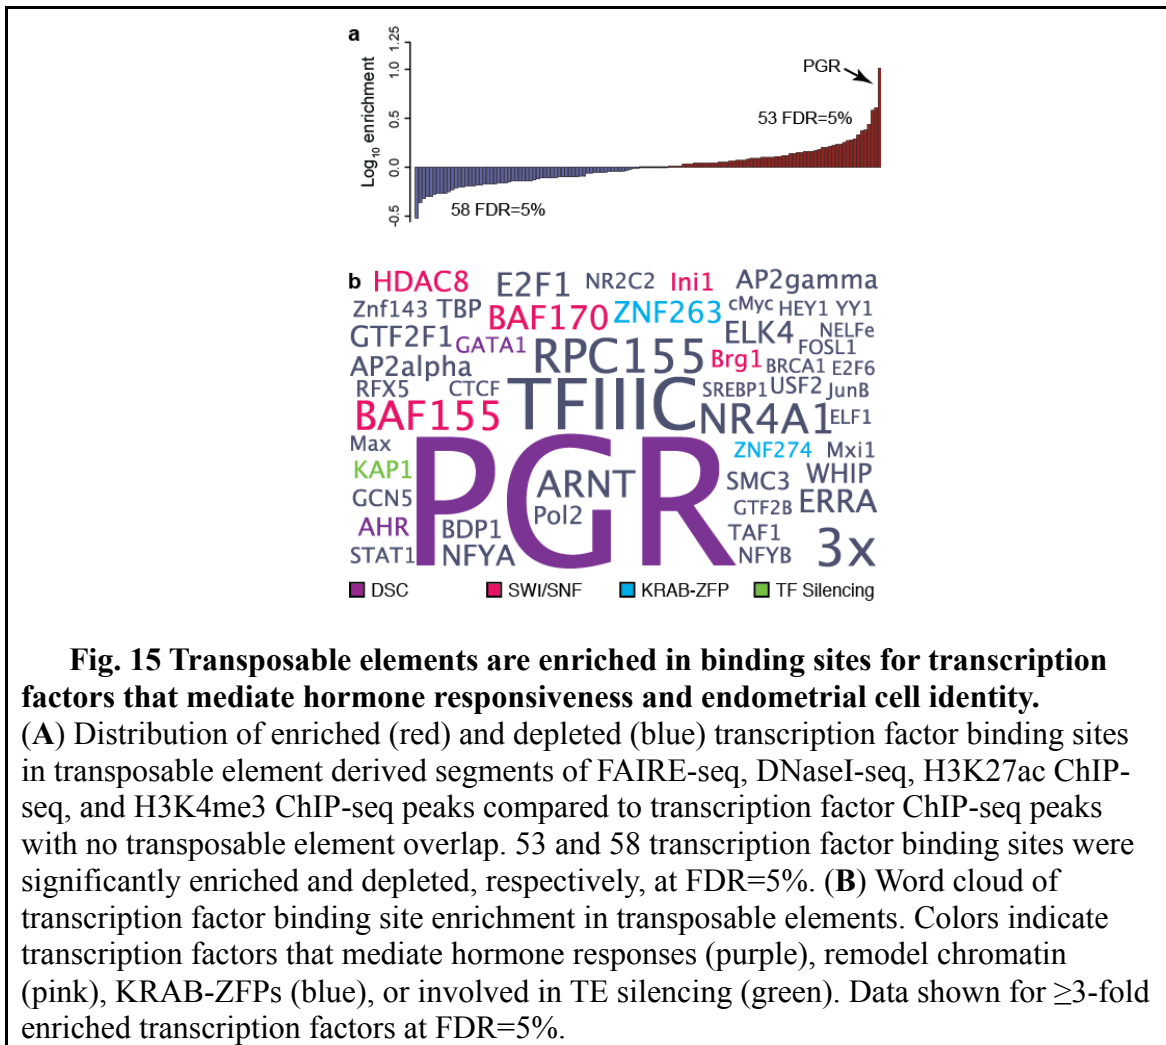 a
Log10 enrichment
1.25
1.0
0.5
0.0
-0.5
PGR
53 FDR=5%
58 FDR=5%
b
HDAC8 E2F1 NR2C2 Ini1 AP2gamma
Znf143 TBP BAF170 ZNF263 cMyc HEY1 YY1
GTF2F1 GATA1 RPC155 ELK4 NELFe
FOSL1
AP2alpha Brg1 BRCA1 E2F6
RFX5 CTCF TFIIIC SREBP1 USF2 JunB
BAF155 NR4A1 ELF1
Max PGR ZNF274 Mxi1
KAP1 ARNT SMC3 WHIP
GCN5 Pol2 GTF2B ERRA
AHR BDP1 TAF1 3x
STAT1 NFYA NFYB
DSC SWI/SNF KRAB-ZFP TF Silencing
Fig. 15 Transposable elements are enriched in binding sites for transcription
factors that mediate hormone responsiveness and endometrial cell identity.
(A) Distribution of enriched (red) and depleted (blue) transcription factor binding sites
in transposable element derived segments of FAIRE-seq, DNaseI-seq, H3K27ac ChIP-
seq, and H3K4me3 ChIP-seq peaks compared to transcription factor ChIP-seq peaks
with no transposable element overlap. 53 and 58 transcription factor binding sites were
significantly enriched and depleted, respectively, at FDR=5%. (B) Word cloud of
transcription factor binding site enrichment in transposable elements. Colors indicate
transcription factors that mediate hormone responses (purple), remodel chromatin
(pink), KRAB-ZFPs (blue), or involved in TE silencing (green). Data shown for ≥3-fold
enriched transcription factors at FDR=5%.